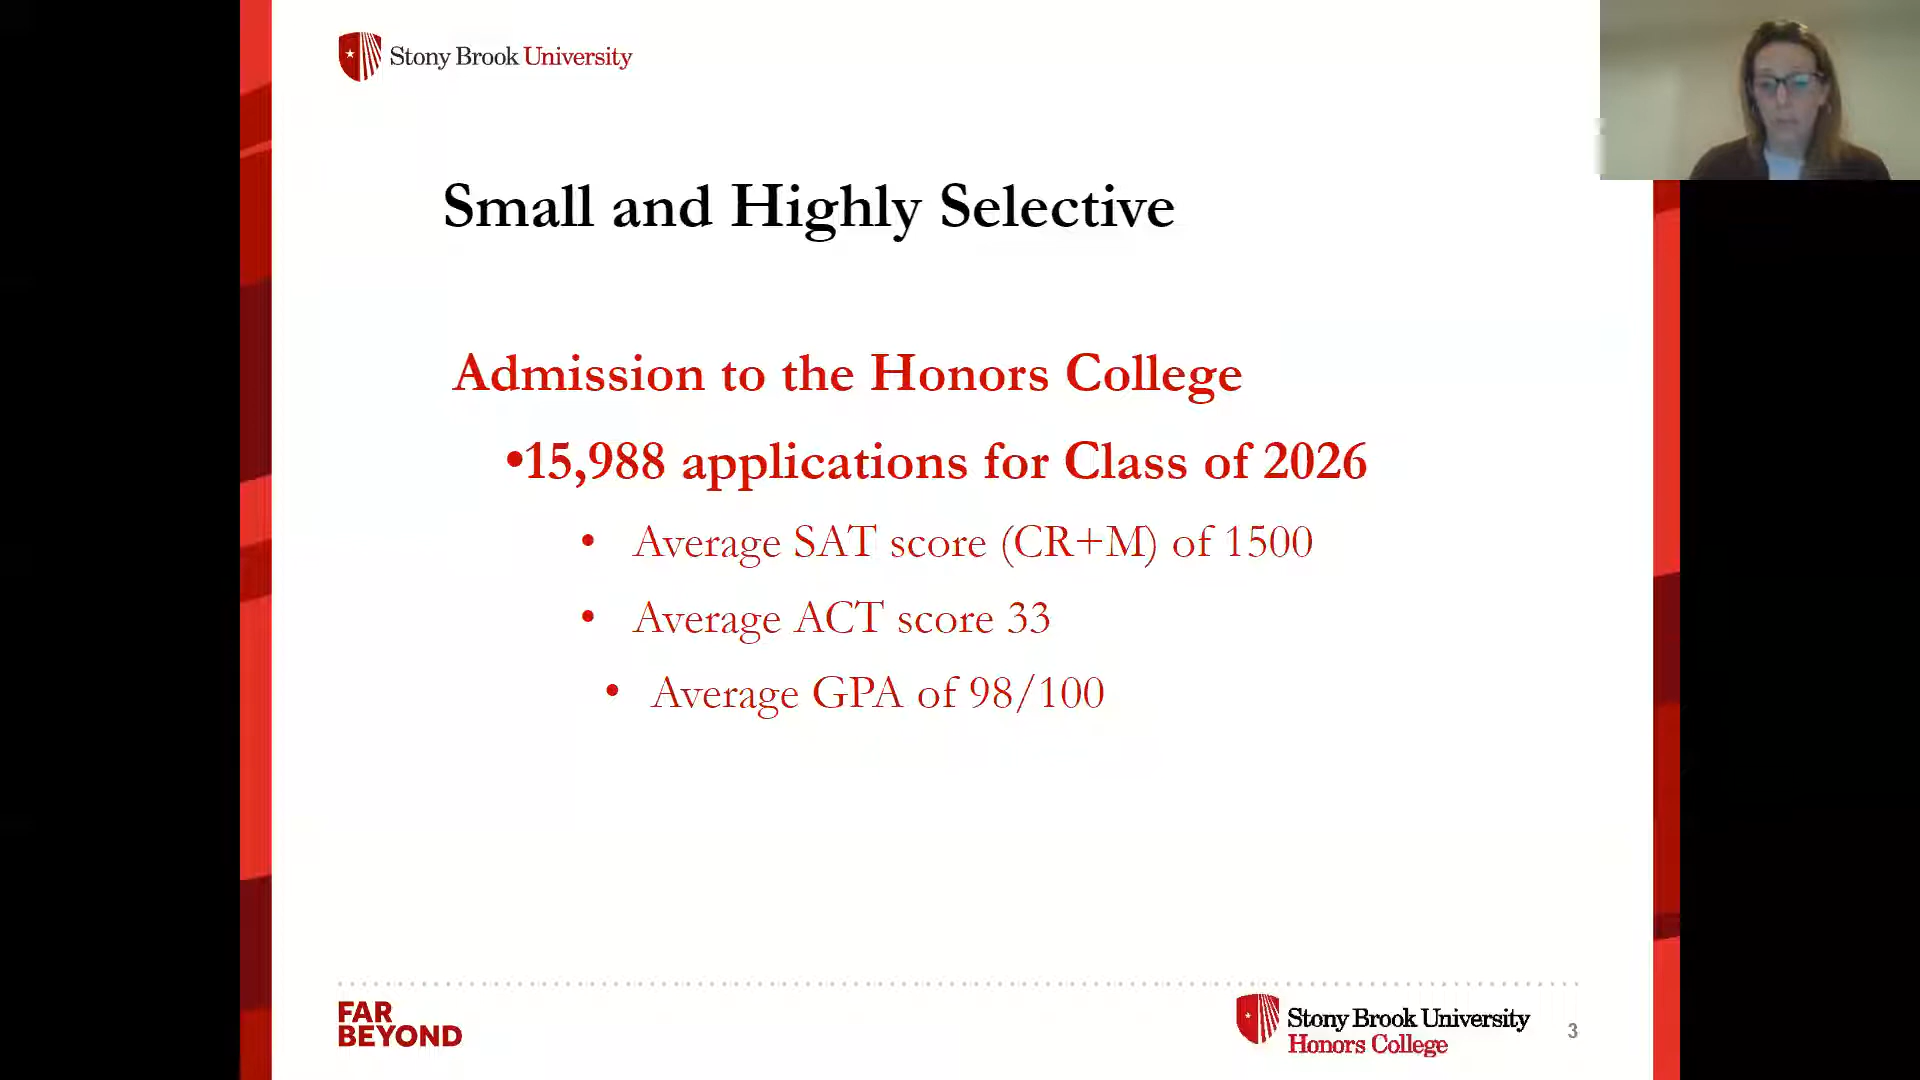 Stony Brook University
Small and Highly Selective
Admission to the Honors College
•15,988 applications for Class of 2026
• Average SAT score (CR+M) of 1500
• Average ACT score 33
• Average GPA of 98/100
FAR
BEYOND
Stony Brook University
Honors College
3